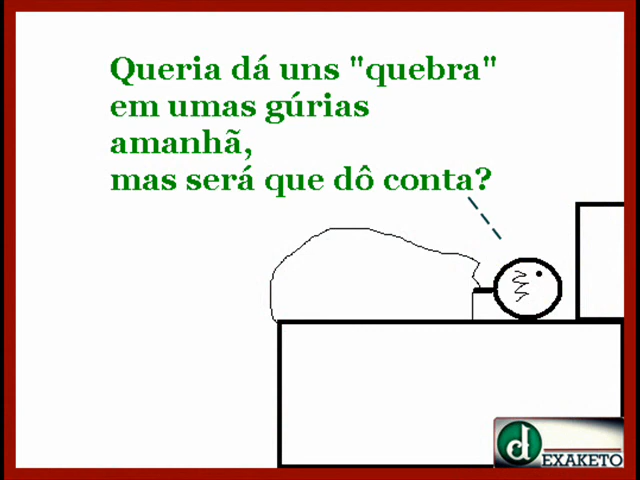 Queria dá uns "quebra"
em umas gúrias
amanhã,
mas será que dô conta?
d
EXAKETO